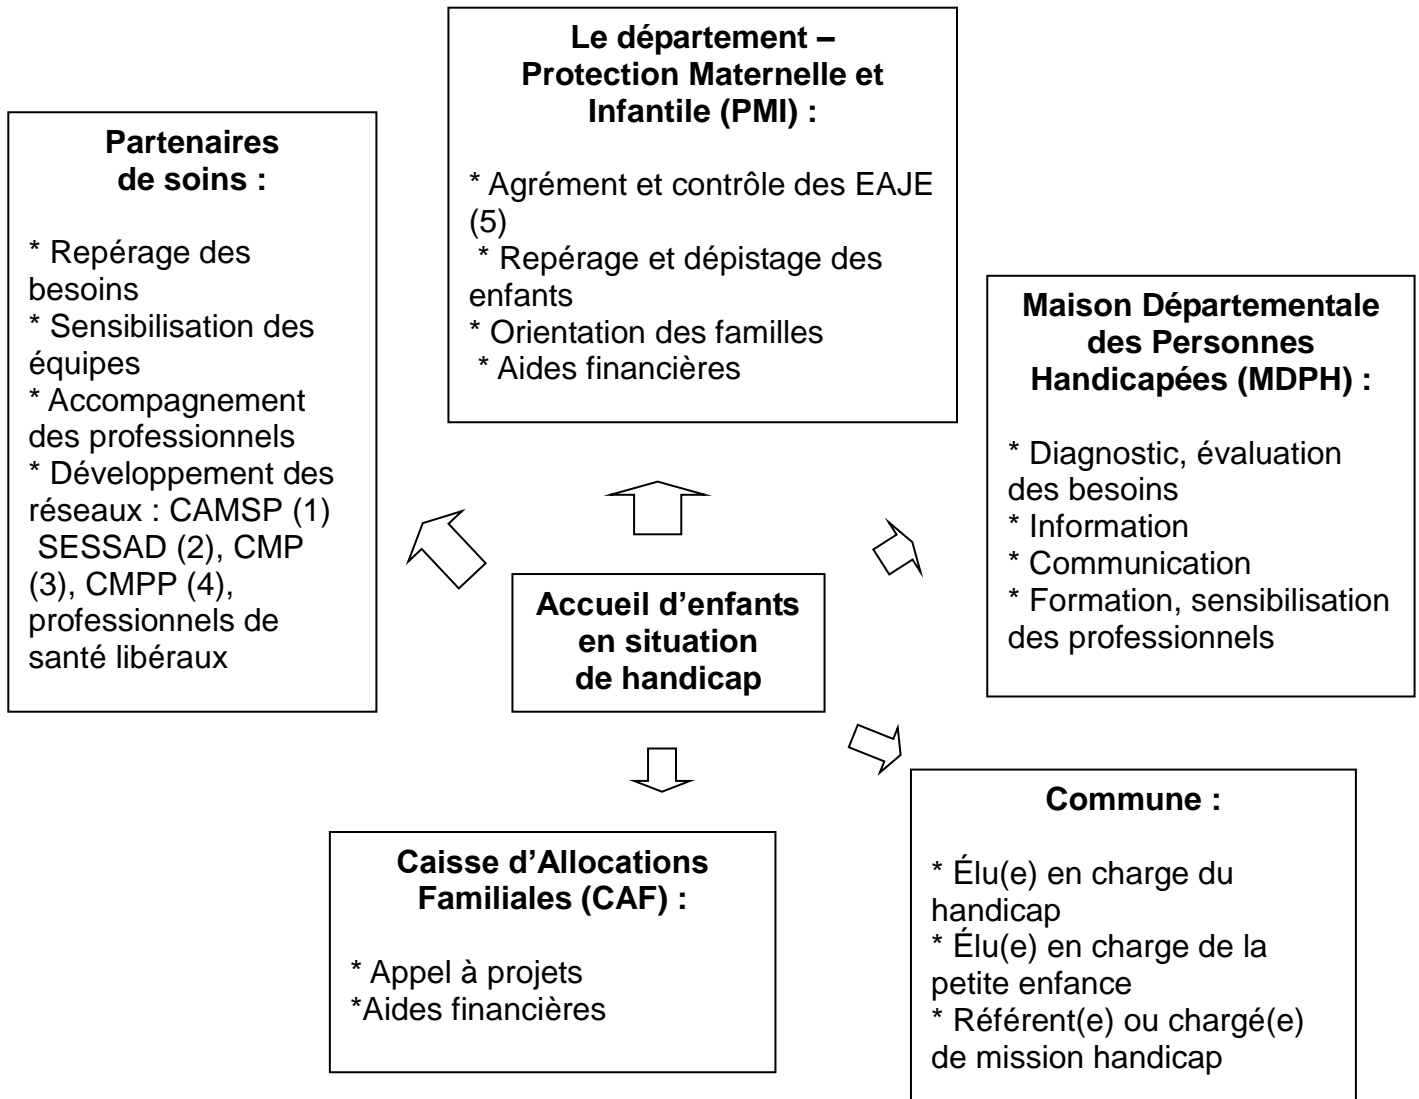 Le département –
Protection Maternelle et
Infantile (PMI) :
* Agrément et contrôle des EAJE
(5)
* Repérage et dépistage des
enfants
* Orientation des familles
* Aides financières
Partenaires
de soins :
* Repérage des
besoins
* Sensibilisation des
équipes
* Accompagnement
des professionnels
* Développement des
réseaux : CAMSP (1)
SESSAD (2), CMP
(3), CMPP (4),
professionnels de
santé libéraux
Maison Départementale
des Personnes
Handicapées (MDPH) :
* Diagnostic, évaluation
des besoins
* Information
* Communication
* Formation, sensibilisation
des professionnels
Accueil d’enfants
en situation
de handicap
Caisse d’Allocations
Familiales (CAF) :
* Appel à projets
*Aides financières
Commune :
* Élu(e) en charge du
handicap
* Élu(e) en charge de la
petite enfance
* Référent(e) ou chargé(e)
de mission handicap